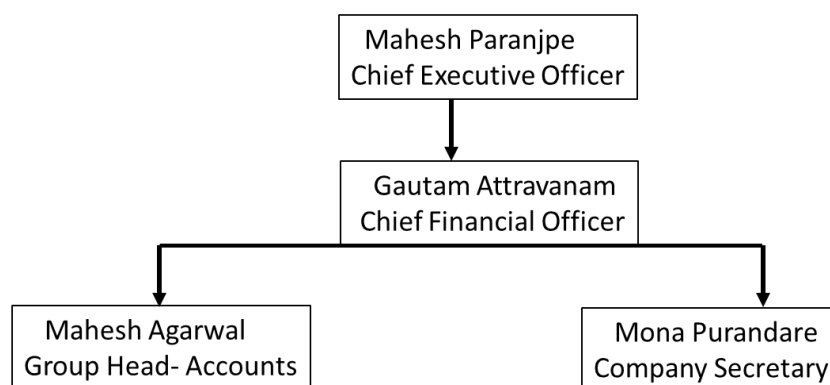 Mahesh Paranjpe
Chief Executive Officer
Gautam Attravanam
Chief Financial Officer
Mahesh Agarwal
Group Head- Accounts
Mona Purandare
Company Secretary